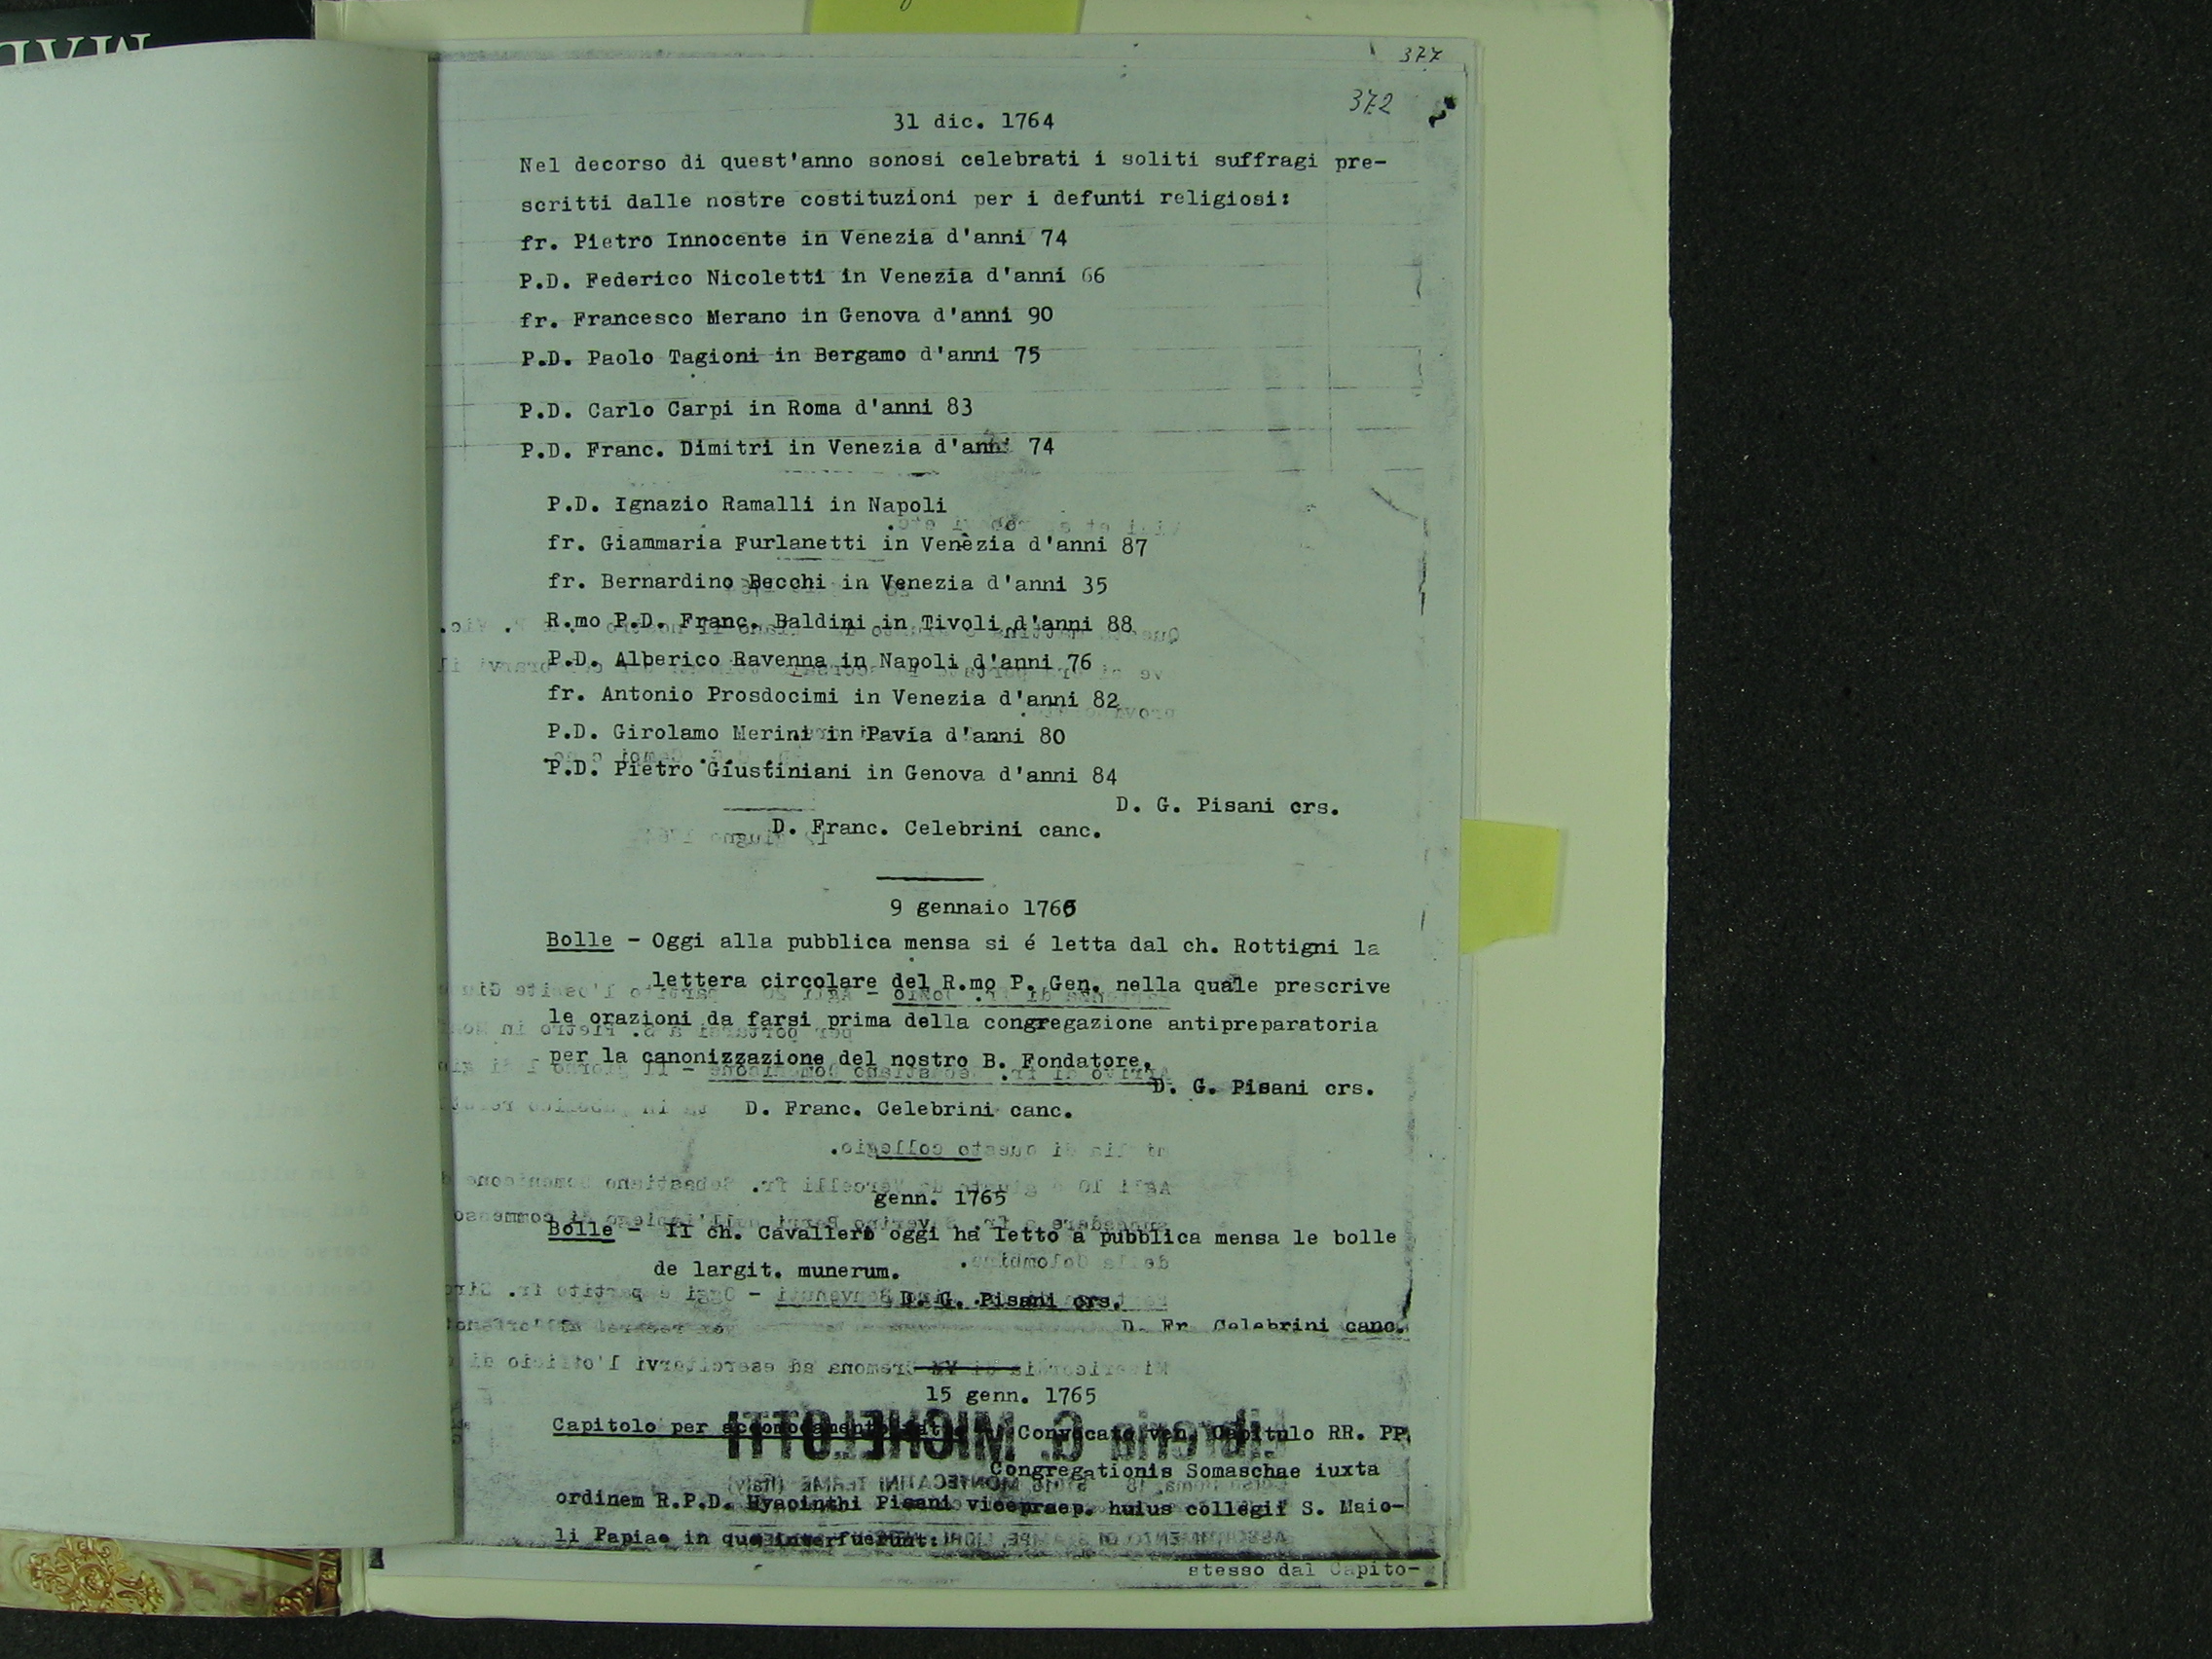 377
372
31 dic. 1764
Nel decorso di quest'anno sonosi celebrati i soliti suffragi pre-
scritti dalle nostre costituzioni per i defunti religiosi:
fr. Pietro Innocente in Venezia d'anni 74
P.D. Federico Nicoletti in Venezia d'anni 66
fr. Francesco Merano in Genova d'anni 90
P.D. Paolo Tagioni in Bergamo d'anni 75
P.D. Carlo Carpi in Roma d'anni 83
P.D. Franc. Dimitri in Venezia d'anni 74
P.D. Ignazio Ramalli in Napoli
fr. Giammaria Furlanetti in Venezia d'anni 87
fr. Bernardino Becchi in Venezia d'anni 35
R.mo P.D. Franc. Baldini in Tivoli d'anni 88
P.D. Alberico Ravenna in Napoli d'anni 76
fr. Antonio Prosdocimi in Venezia d'anni 82
P.D. Girolamo Merini in Pavia d'anni 80
P.D. Pietro Giustiniani in Genova d'anni 84
D. G. Pisani crs.
D. Franc. Celebrini canc.
9 gennaio 1765
Bolle - Oggi alla pubblica mensa si é letta dal ch. Rottigni la
lettera circolare del R.mo P. Gen. nella quale prescrive
le orazioni da farsi prima della congregazione antipreparatoria
per la canonizzazione del nostro B. Fondatore,
D. G. Pisani crs.
D. Franc. Celebrini canc.
genn. 1765
Bolle - Il ch. Cavaliero oggi ha letto a pubblica mensa le bolle
de largit. munerum.
D. G. Pisani crs.
D. Fr. Celebrini canc.
15 genn. 1765
Capitolo per Convocato ven. Capitulo RR. PP.
Congregationis Somaschae iuxta
ordinem R.P.D. Hyacinthi Pisani vicepraep. huius collegii S. Maio-
li Papiae in quo interfuerunt:
stesso dal Capito-